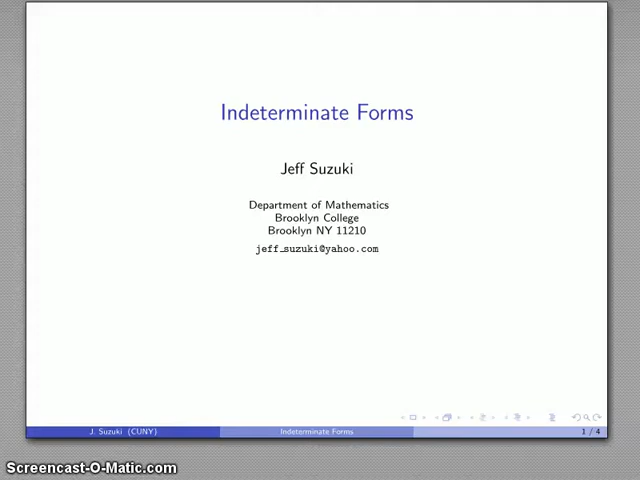 Indeterminate Forms
Jeff Suzuki
Department of Mathematics
Brooklyn College
Brooklyn NY 11210
jeff_suzuki@yahoo.com
J. Suzuki (CUNY)
Indeterminate Forms
1 / 4
Screencast-O-Matic.com